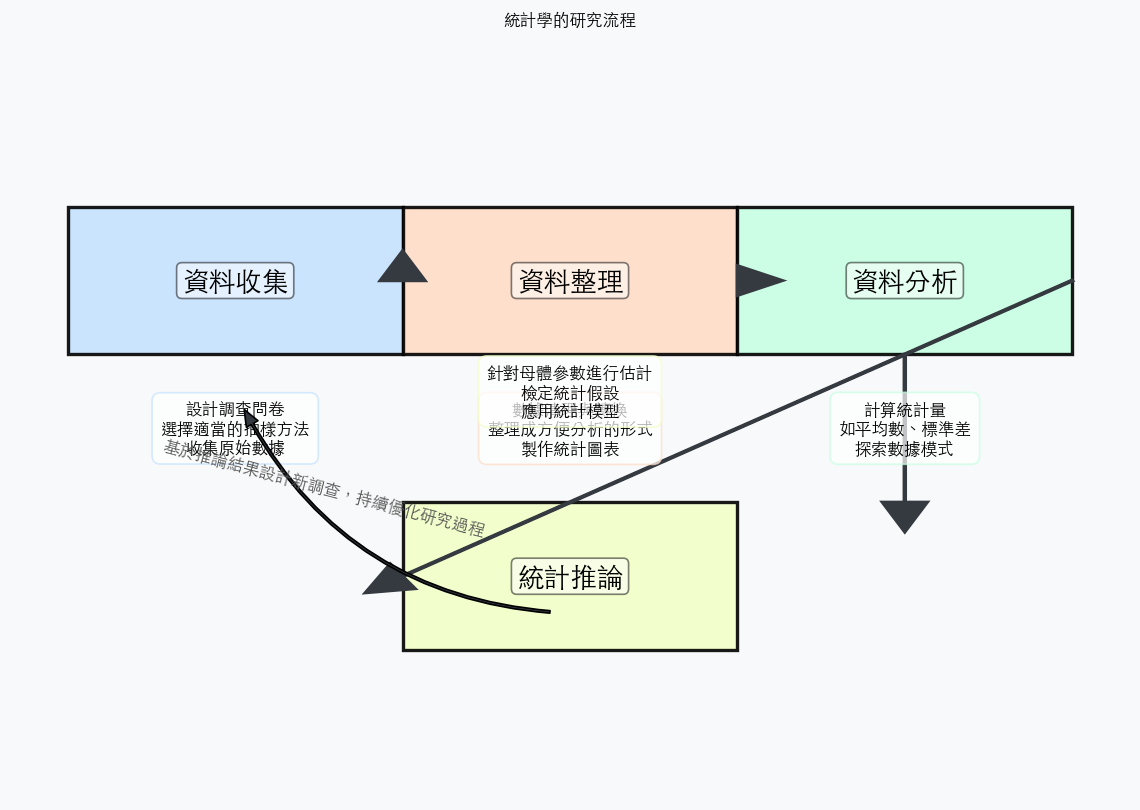 統計學的研究流程
資料收集
資料整理
資料分析
針對母體參數進行估計
檢定統計假設
應用統計模型
整理成方便分析的形式
製作統計圖表
設計調查問卷
選擇適當的抽樣方法
收集原始數據
計算統計量
如平均數、標準差
探索數據模式
基於推論結果設計新調查，持續優化研究過程
統計推論